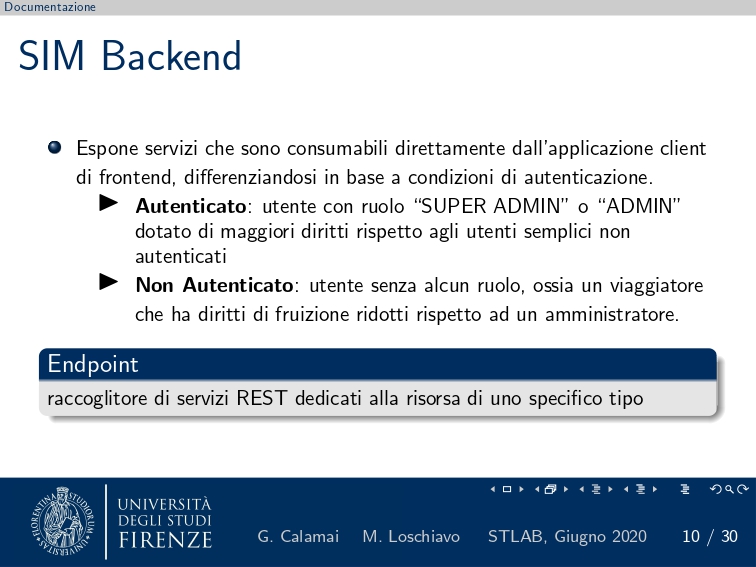 Documentazione
SIM Backend
Espone servizi che sono consumabili direttamente dall'applicazione client
di frontend, differenziandosi in base a condizioni di autenticazione.
Autenticato: utente con ruolo “SUPER ADMIN” o “ADMIN”
dotato di maggiori diritti rispetto agli utenti semplici non
autenticati
Non Autenticato: utente senza alcun ruolo, ossia un viaggiatore
che ha diritti di fruizione ridotti rispetto ad un amministratore.
Endpoint
raccoglitore di servizi REST dedicati alla risorsa di uno specifico tipo
UNIVERSITÀ
DEGLI STUDI
FIRENZE
FLORENTINA STUDIORUM UNIVERSITAS
G. Calamai M. Loschiavo STLAB, Giugno 2020 10 / 30